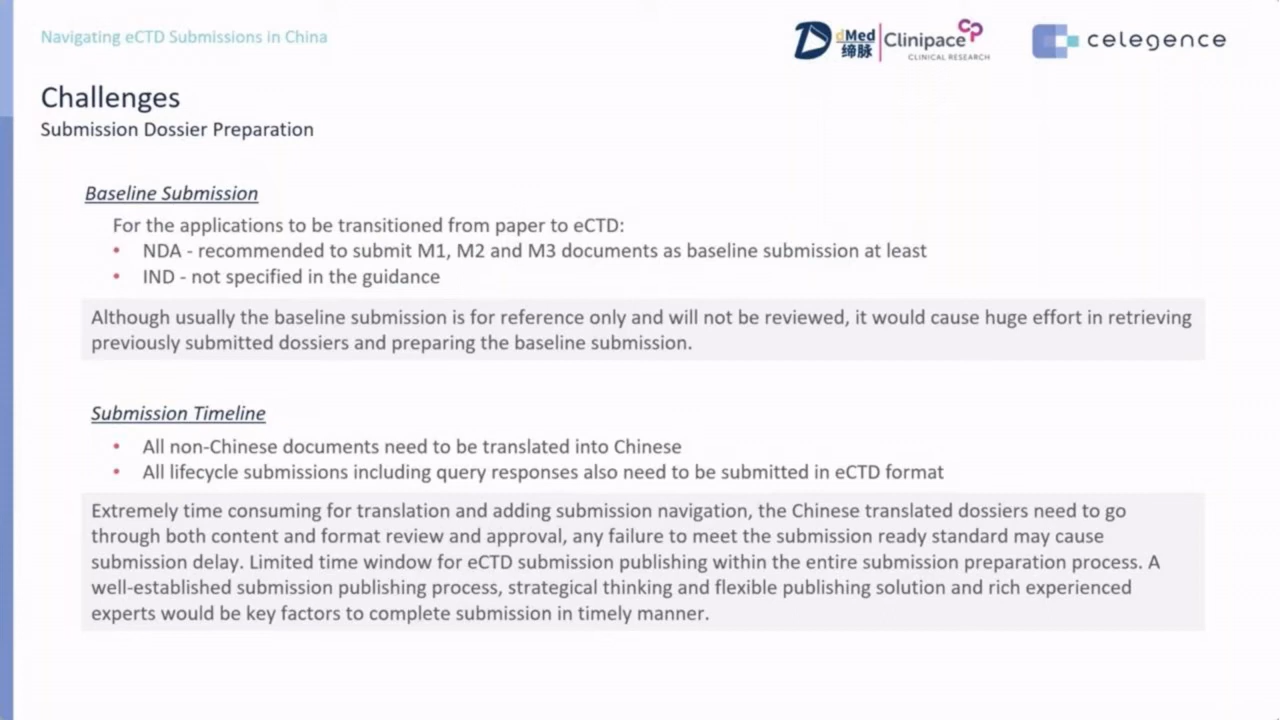 Navigating eCTD Submissions in China
dMed
缔脉
Clinipace
CP
CLINICAL RESEARCH
celegence
Challenges
Submission Dossier Preparation
Baseline Submission
For the applications to be transitioned from paper to eCTD:
• NDA - recommended to submit M1, M2 and M3 documents as baseline submission at least
• IND - not specified in the guidance
Although usually the baseline submission is for reference only and will not be reviewed, it would cause huge effort in retrieving
previously submitted dossiers and preparing the baseline submission.
Submission Timeline
• All non-Chinese documents need to be translated into Chinese
• All lifecycle submissions including query responses also need to be submitted in eCTD format
Extremely time consuming for translation and adding submission navigation, the Chinese translated dossiers need to go
through both content and format review and approval, any failure to meet the submission ready standard may cause
submission delay. Limited time window for eCTD submission publishing within the entire submission preparation process. A
well-established submission publishing process, strategical thinking and flexible publishing solution and rich experienced
experts would be key factors to complete submission in timely manner.